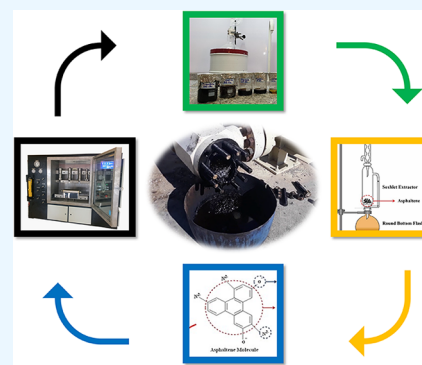 Soxhlet Extractor
Asphaltene
Round Bottom Flask
Asphaltene Molecule